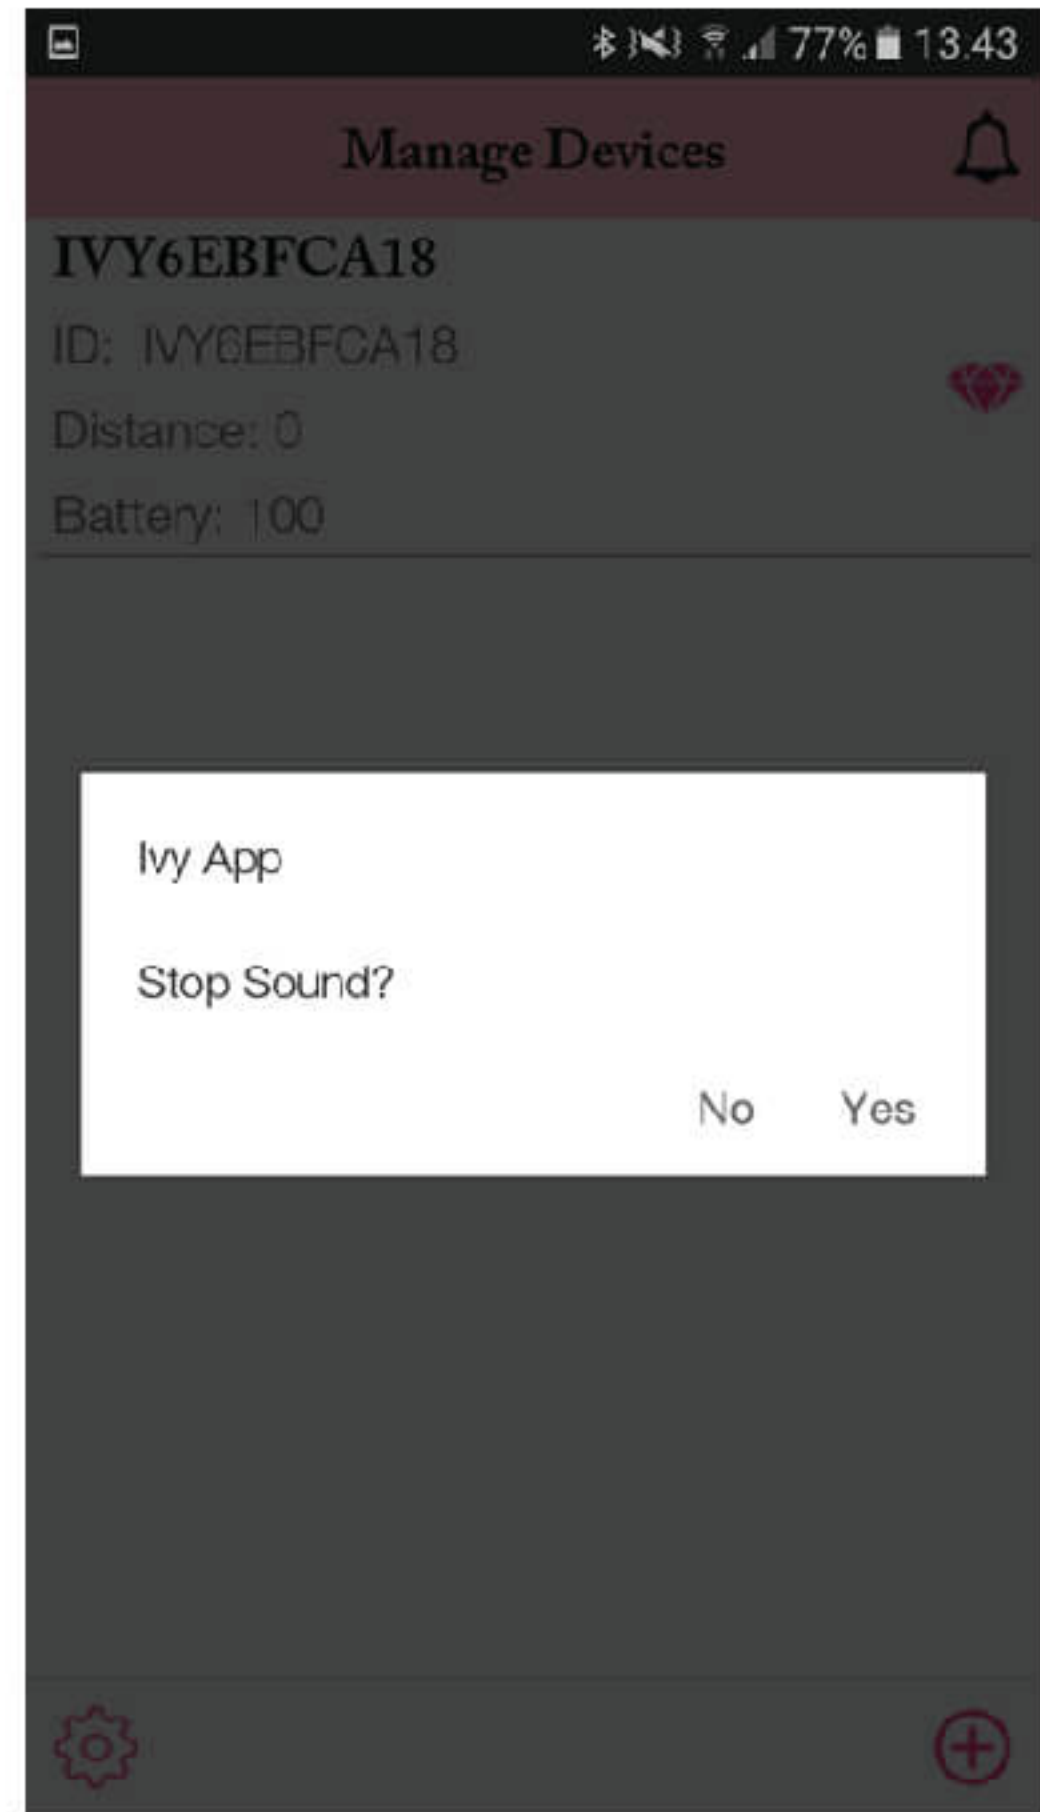 77% 13.43
Manage Devices
IVY6EBFCA18
ID: IVY6EBFCA18
Distance: 0
Battery: 100
Ivy App
Stop Sound?
No Yes